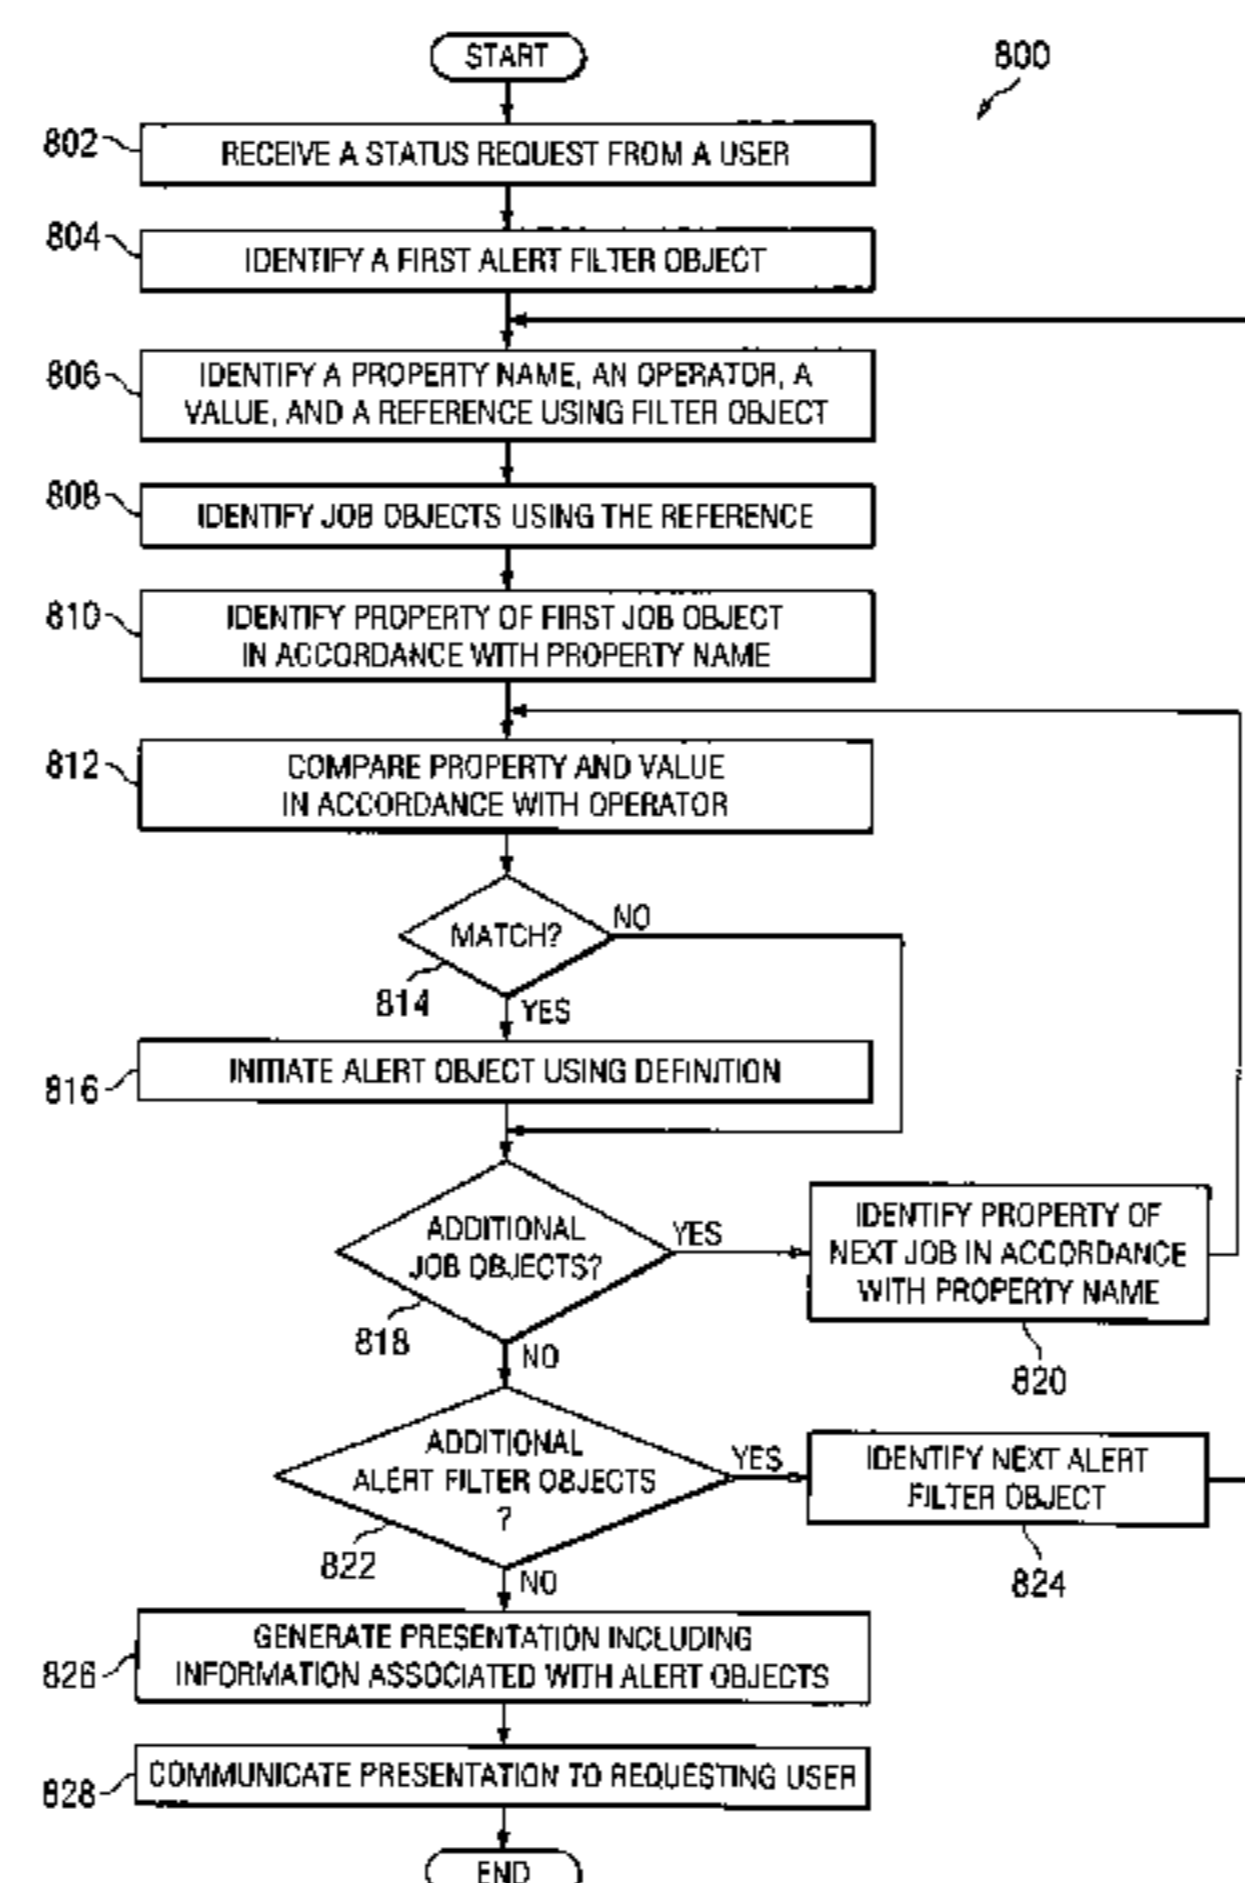 START
800
802
RECEIVE A STATUS REQUEST FROM A USER
804
IDENTIFY A FIRST ALERT FILTER OBJECT
806
IDENTIFY A PROPERTY NAME, AN OPERATOR, A
VALUE, AND A REFERENCE USING FILTER OBJECT
808
IDENTIFY JOB OBJECTS USING THE REFERENCE
810
IDENTIFY PROPERTY OF FIRST JOB OBJECT
IN ACCORDANCE WITH PROPERTY NAME
812
COMPARE PROPERTY AND VALUE
IN ACCORDANCE WITH OPERATOR
MATCH?
NO
814
YES
816
INITIATE ALERT OBJECT USING DEFINITION
ADDITIONAL
JOB OBJECTS?
YES
818
NO
IDENTIFY PROPERTY OF
NEXT JOB IN ACCORDANCE
WITH PROPERTY NAME
820
ADDITIONAL
ALERT FILTER OBJECTS
?
YES
822
NO
IDENTIFY NEXT ALERT
FILTER OBJECT
824
826
GENERATE PRESENTATION INCLUDING
INFORMATION ASSOCIATED WITH ALERT OBJECTS
828
COMMUNICATE PRESENTATION TO REQUESTING USER
END